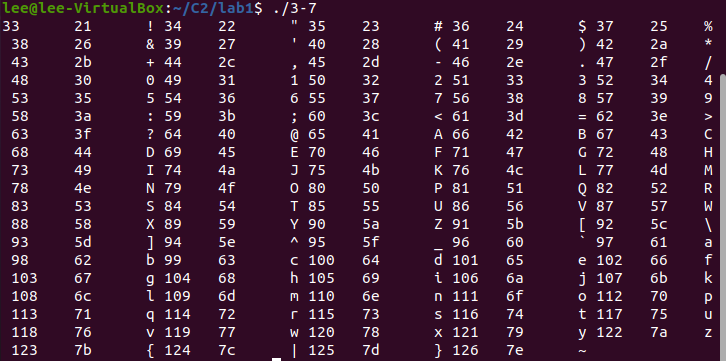 lee@lee-VirtualBox:~/C2/lab1$ ./3-7
33 21 ! 34 22 " 35 23 # 36 24 $ 37 25 %
38 26 & 39 27 ' 40 28 ( 41 29 ) 42 2a *
43 2b + 44 2c , 45 2d - 46 2e . 47 2f /
48 30 0 49 31 1 50 32 2 51 33 3 52 34 4
53 35 5 54 36 6 55 37 7 56 38 8 57 39 9
58 3a : 59 3b ; 60 3c < 61 3d = 62 3e >
63 3f ? 64 40 @ 65 41 A 66 42 B 67 43 C
68 44 D 69 45 E 70 46 F 71 47 G 72 48 H
73 49 I 74 4a J 75 4b K 76 4c L 77 4d M
78 4e N 79 4f O 80 50 P 81 51 Q 82 52 R
83 53 S 84 54 T 85 55 U 86 56 V 87 57 W
88 58 X 89 59 Y 90 5a Z 91 5b [ 92 5c \
93 5d ] 94 5e ^ 95 5f _ 96 60 ` 97 61 a
98 62 b 99 63 c 100 64 d 101 65 e 102 66 f
103 67 g 104 68 h 105 69 i 106 6a j 107 6b k
108 6c l 109 6d m 110 6e n 111 6f o 112 70 p
113 71 q 114 72 r 115 73 s 116 74 t 117 75 u
118 76 v 119 77 w 120 78 x 121 79 y 122 7a z
123 7b { 124 7c | 125 7d } 126 7e ~